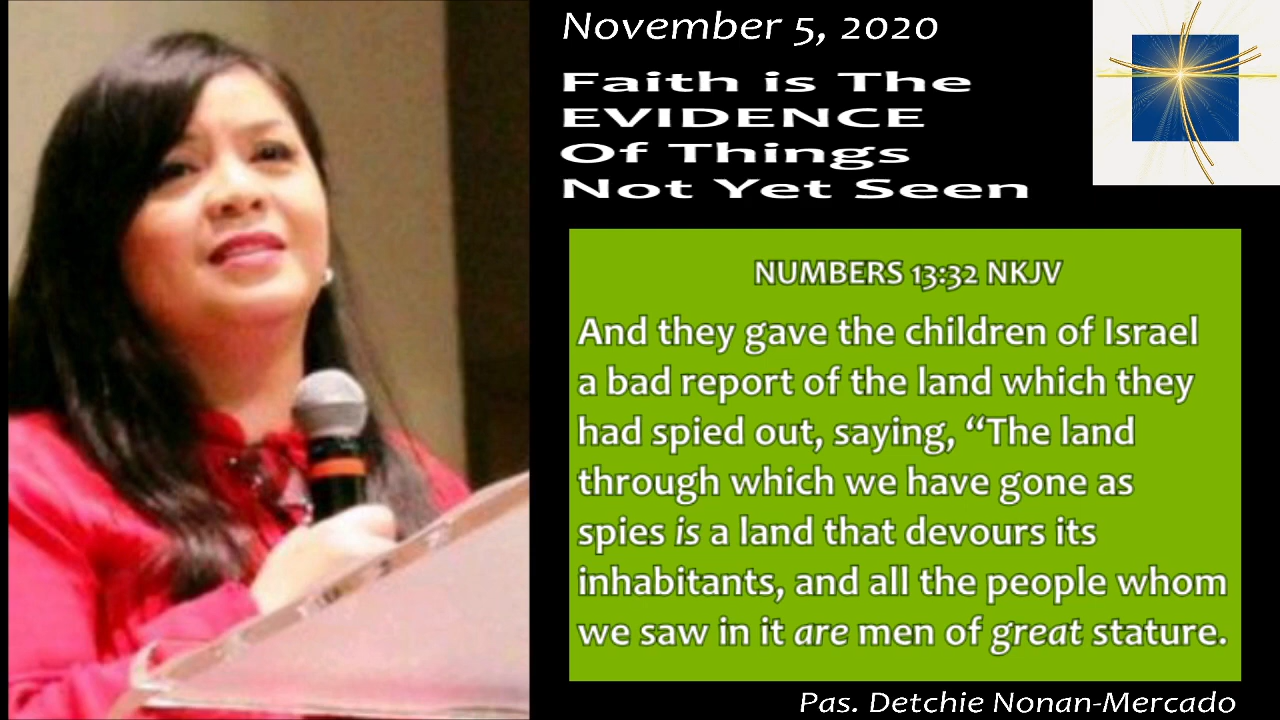 November 5, 2020
Faith is The
EVIDENCE
Of Things
Not Yet Seen
NUMBERS 13:32 NKJV
And they gave the children of Israel
a bad report of the land which they
had spied out, saying, “The land
through which we have gone as
spies is a land that devours its
inhabitants, and all the people whom
we saw in it are men of great stature.
Pas. Detchie Nonan-Mercado